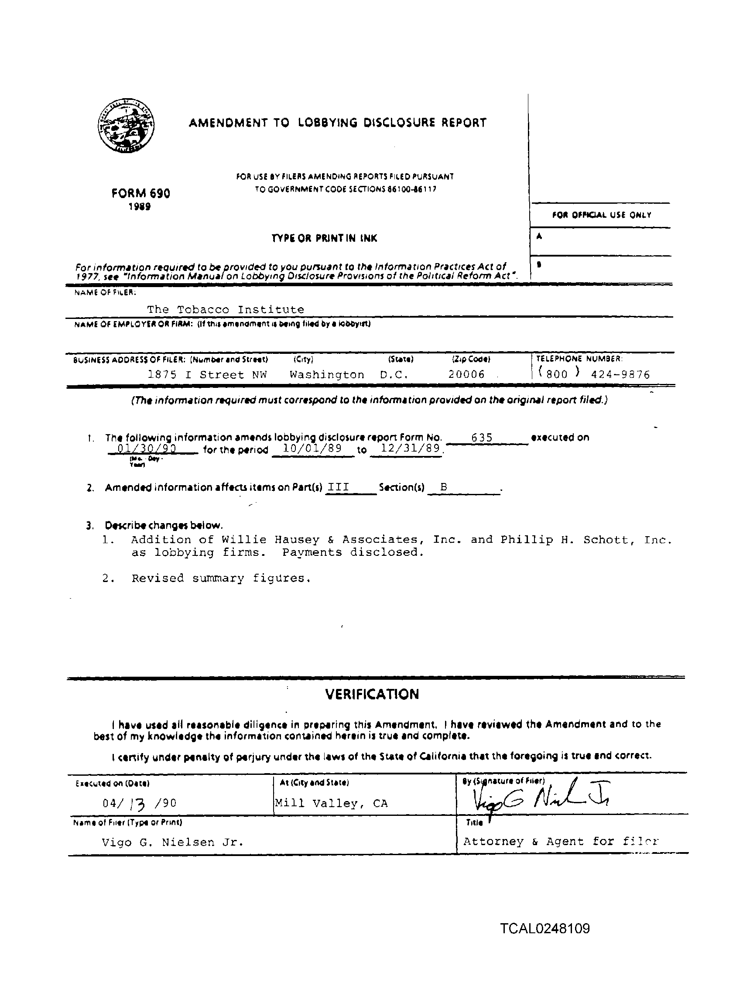 AMENDMENT TO LOBBYING DISCLOSURE REPORT
FOR USE BY FILERS AMENDING REPORTS FILED PURSUANT
TO GOVERNMENT CODE SECTIONS 86100-86117
FORM 690
1989
FOR OFFICIAL USE ONLY
TYPE OR PRINT IN INK
A
B
For information required to be provided to you pursuant to the Information Practices Act of
1977, see "Information Manual on Lobbying Disclosure Provisions of the Political Reform Act".
NAME OF FILER:
The Tobacco Institute
NAME OF EMPLOYER OR FIRM: (If this amendment is being filed by a lobbyist)
BUSINESS ADDRESS OF FILER: (Number and Street) (City) (State) (Zip Code) TELEPHONE NUMBER:
1875 I Street NW Washington D.C. 20006 (800) 424-9876
(The information required must correspond to the information provided on the original report filed.)
1. The following information amends lobbying disclosure report Form No. 635 executed on
01/30/90 for the period 10/01/89 to 12/31/89.
(Mo. Day -
Year)
2. Amended information affects items on Part(s) III Section(s) B .
3. Describe changes below.
1. Addition of Willie Hausey & Associates, Inc. and Phillip H. Schott, Inc.
as lobbying firms. Payments disclosed.
2. Revised summary figures.
VERIFICATION
I have used all reasonable diligence in preparing this Amendment. I have reviewed the Amendment and to the
best of my knowledge the information contained herein is true and complete.
I certify under penalty of perjury under the laws of the State of California that the foregoing is true and correct.
Executed on (Date) At (City and State) By (Signature of Filer)
04/13/90 Mill Valley, CA Vigo G Nielsen Jr
Name of Filer (Type or Print) Title
Vigo G. Nielsen Jr. Attorney & Agent for filer
TCAL0248109